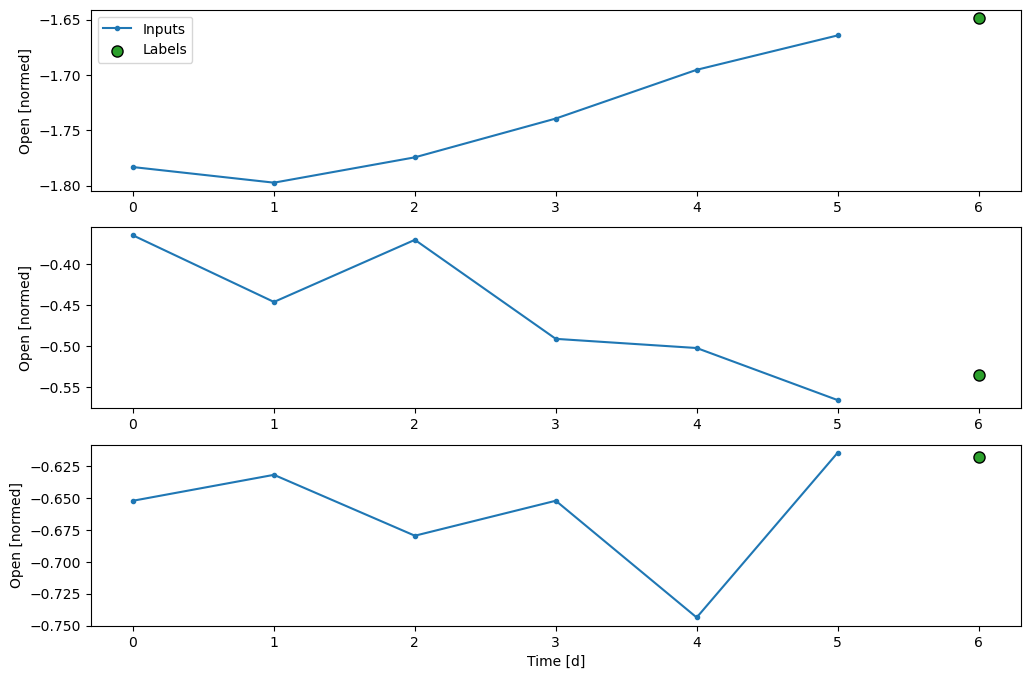 Open [normed]
−1.65
−1.70
−1.75
−1.80
Inputs
Labels
0 1 2 3 4 5 6
Open [normed]
−0.40
−0.45
−0.50
−0.55
0 1 2 3 4 5 6
Open [normed]
−0.625
−0.650
−0.675
−0.700
−0.725
−0.750
0 1 2 3 4 5 6
Time [d]